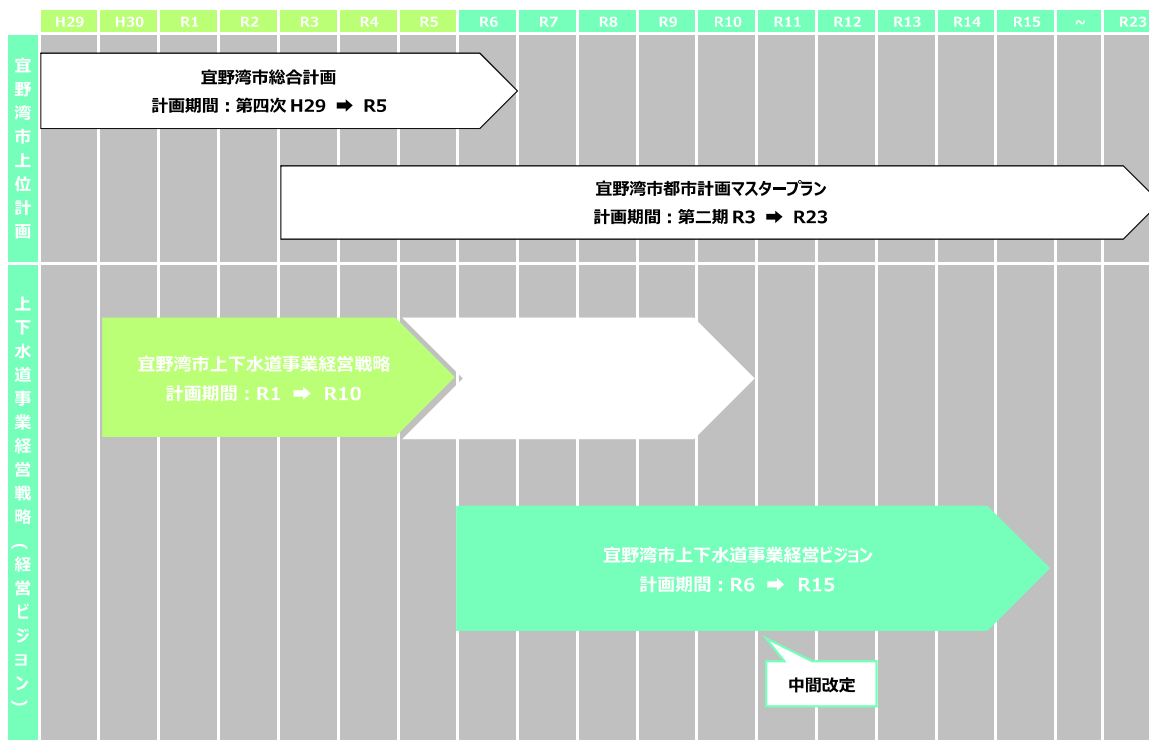 H29 H30 R1 R2 R3 R4 R5 R6 R7 R8 R9 R10 R11 R12 R13 R14 R15 ~ R23
宜野湾市上位計画
宜野湾市総合計画
計画期間：第四次H29 ➡ R5
宜野湾市都市計画マスタープラン
計画期間：第二期R3 ➡ R23
上下水道事業経営戦略（経営ビジョン）
宜野湾市上下水道事業経営戦略
計画期間：R1 ➡ R10
宜野湾市上下水道事業経営ビジョン
計画期間：R6 ➡ R15
中間改定